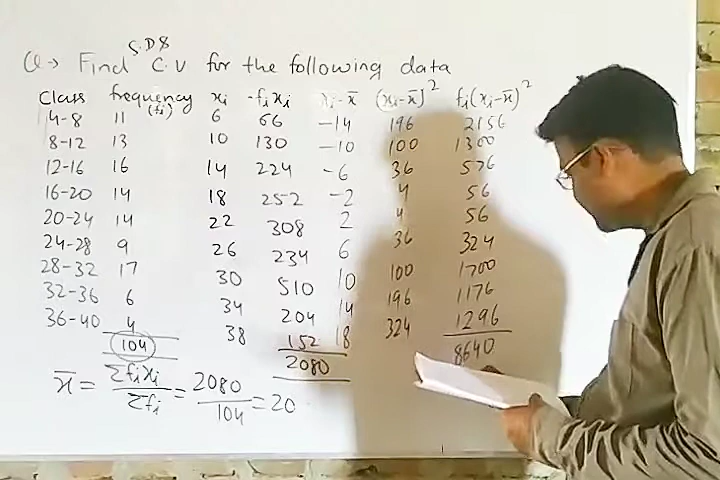 S.D &
Q → Find C.V for the following data
Class frequency (fi) xi fixi xi-x̄ (xi-x̄)² fi(xi-x̄)²
4-8 11 6 66 -14 196 2156
8-12 13 10 130 -10 100 1300
12-16 16 14 224 -6 36 576
16-20 14 18 252 -2 4 56
20-24 14 22 308 2 4 56
24-28 9 26 234 6 36 324
28-32 17 30 510 10 100 1700
32-36 6 34 204 14 196 1176
36-40 4 38 152 18 324 1296
104 2080 8640
x̄ = Σfixi / Σfi = 2080 / 104 = 20